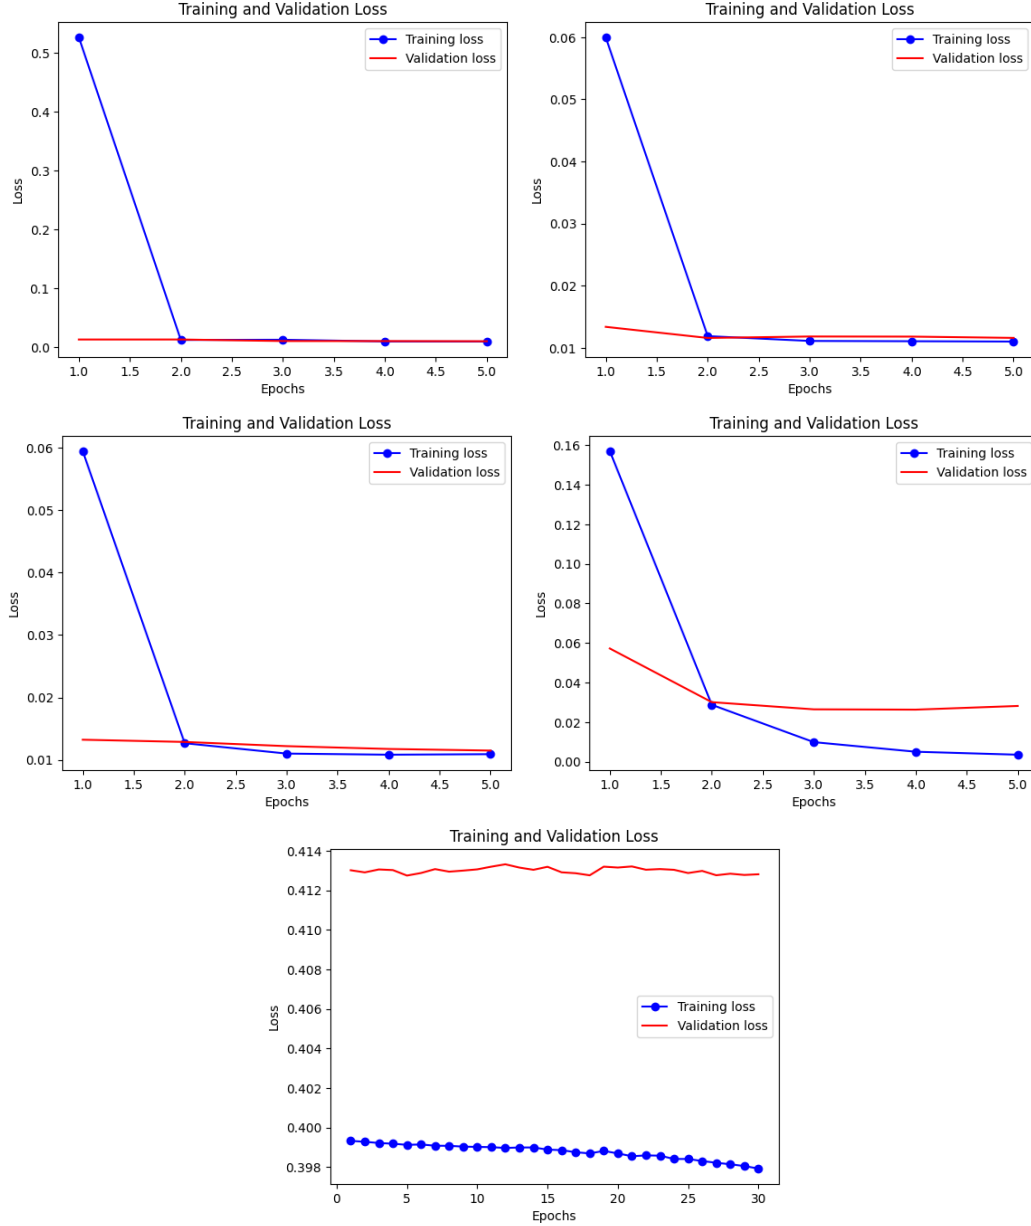 Training and Validation Loss
Training loss
Validation loss
Loss
0.5
0.4
0.3
0.2
0.1
0.0
1.0 1.5 2.0 2.5 3.0 3.5 4.0 4.5 5.0
Epochs
Training and Validation Loss
Training loss
Validation loss
Loss
0.06
0.05
0.04
0.03
0.02
0.01
1.0 1.5 2.0 2.5 3.0 3.5 4.0 4.5 5.0
Epochs
Training and Validation Loss
Training loss
Validation loss
Loss
0.06
0.05
0.04
0.03
0.02
0.01
1.0 1.5 2.0 2.5 3.0 3.5 4.0 4.5 5.0
Epochs
Training and Validation Loss
Training loss
Validation loss
Loss
0.16
0.14
0.12
0.10
0.08
0.06
0.04
0.02
0.00
1.0 1.5 2.0 2.5 3.0 3.5 4.0 4.5 5.0
Epochs
Training and Validation Loss
Training loss
Validation loss
Loss
0.414
0.412
0.410
0.408
0.406
0.404
0.402
0.400
0.398
0 5 10 15 20 25 30
Epochs